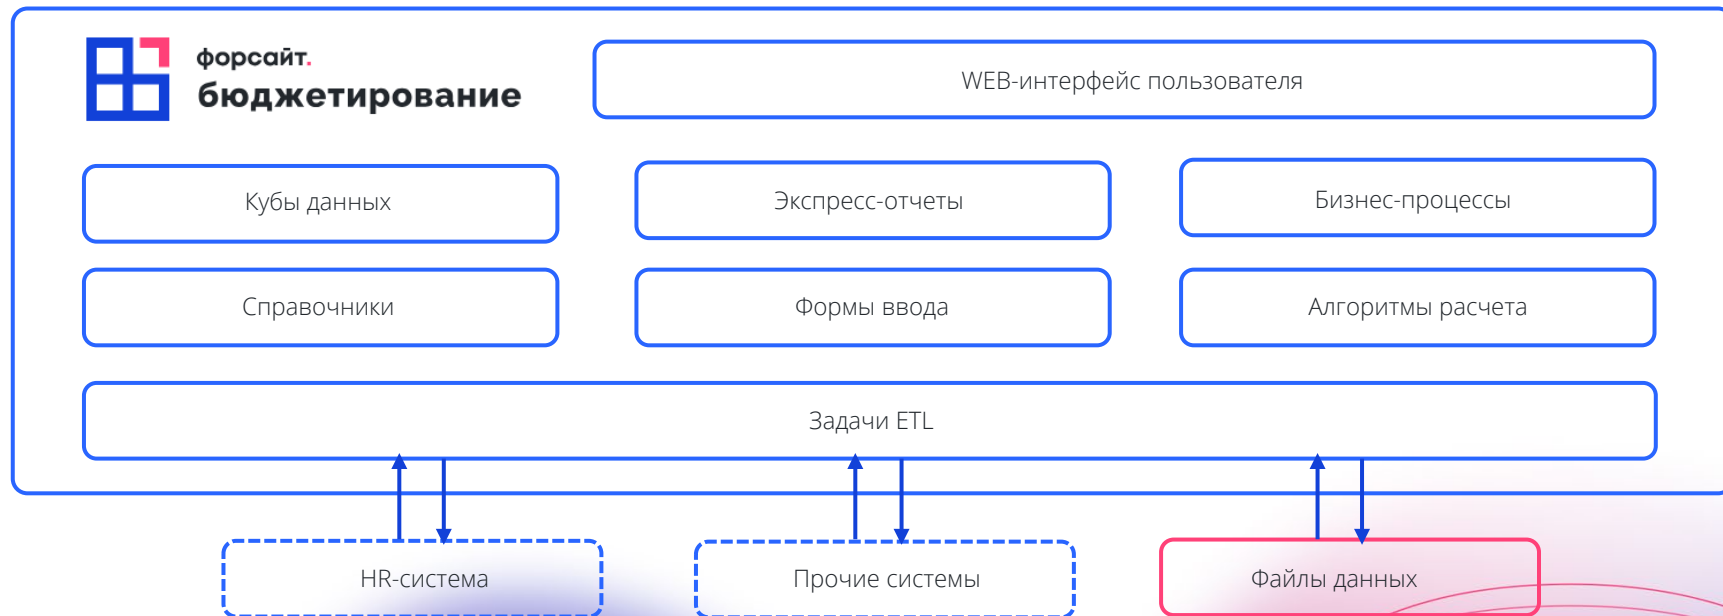 форсайт.
бюджетирование
WEB-интерфейс пользователя
Кубы данных
Экспресс-отчеты
Бизнес-процессы
Справочники
Формы ввода
Алгоритмы расчета
Задачи ETL
HR-система
Прочие системы
Файлы данных